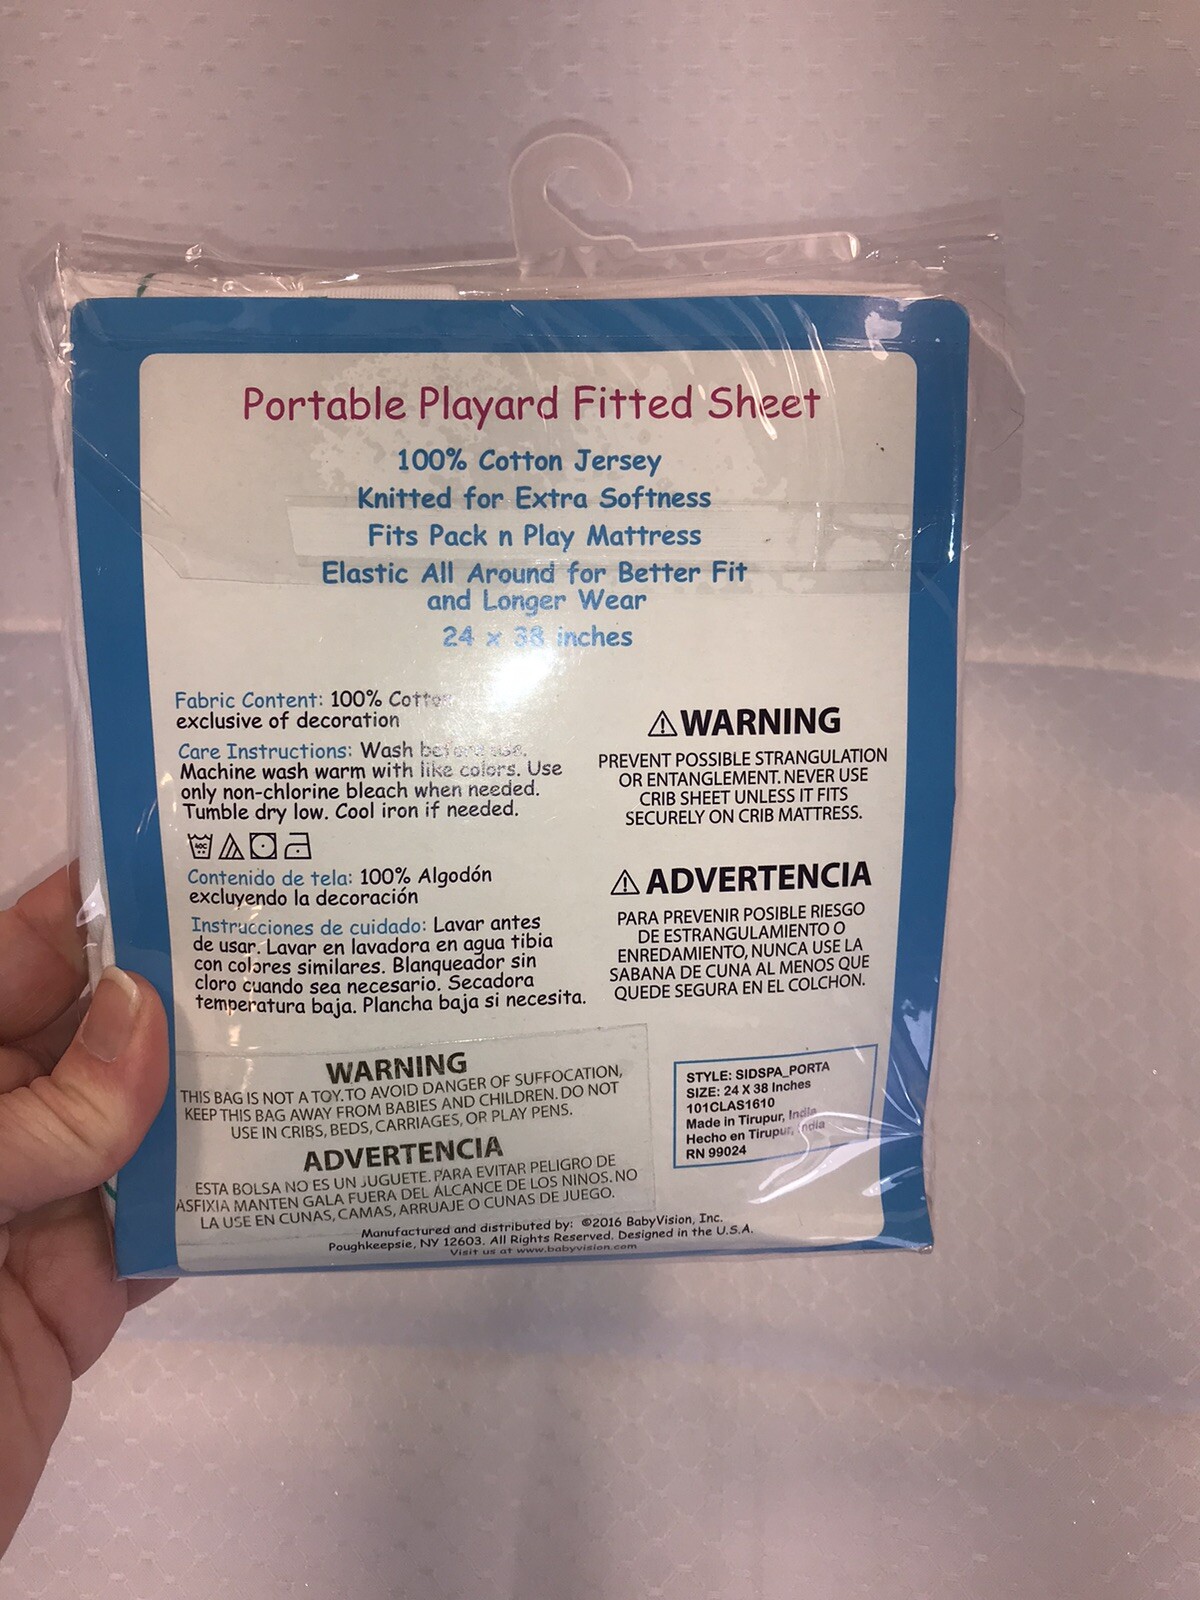 Portable Playard Fitted Sheet
100% Cotton Jersey
Knitted for Extra Softness
Fits Pack n Play Mattress
Elastic All Around for Better Fit
and Longer Wear
24 x 38 inches
Fabric Content: 100% Cotton
exclusive of decoration
Care Instructions: Wash before use.
Machine wash warm with like colors. Use
only non-chlorine bleach when needed.
Tumble dry low. Cool iron if needed.
Contenido de tela: 100% Algodón
excluyendo la decoración
Instrucciones de cuidado: Lavar antes
de usar. Lavar en lavadora en agua tibia
con colores similares. Blanqueador sin
cloro cuando sea necesario. Secadora
temperatura baja. Plancha baja si necesita.
⚠WARNING
PREVENT POSSIBLE STRANGULATION
OR ENTANGLEMENT. NEVER USE
CRIB SHEET UNLESS IT FITS
SECURELY ON CRIB MATTRESS.
⚠ADVERTENCIA
PARA PREVENIR POSIBLE RIESGO
DE ESTRANGULAMIENTO O
ENREDAMIENTO, NUNCA USE LA
SABANA DE CUNA AL MENOS QUE
QUEDE SEGURA EN EL COLCHON.
WARNING
THIS BAG IS NOT A TOY. TO AVOID DANGER OF SUFFOCATION,
KEEP THIS BAG AWAY FROM BABIES AND CHILDREN. DO NOT
USE IN CRIBS, BEDS, CARRIAGES, OR PLAY PENS.
ADVERTENCIA
ESTA BOLSA NO ES UN JUGUETE. PARA EVITAR PELIGRO DE
ASFIXIA MANTEN GALA FUERA DEL ALCANCE DE LOS NINOS. NO
LA USE EN CUNAS, CAMAS, ARRUAJE O CUNAS DE JUEGO.
STYLE: SIDSPA_PORTA
SIZE: 24 X 38 Inches
101CLAS1610
Made in Tirupur, India
Hecho en Tirupur, India
RN 99024
Manufactured and distributed by: ©2016 BabyVision, Inc.
Poughkeepsie, NY 12603. All Rights Reserved. Designed in the U.S.A.
Visit us at www.babyvision.com